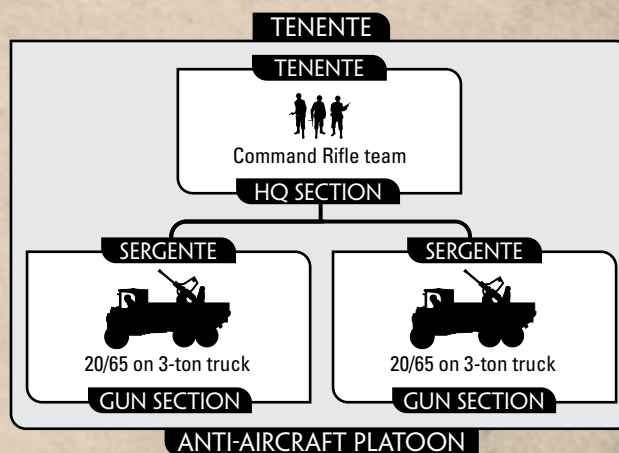 TENENTE
TENENTE
Command Rifle team
HQ SECTION
SERGENTE
20/65 on 3-ton truck
GUN SECTION
SERGENTE
20/65 on 3-ton truck
GUN SECTION
ANTI-AIRCRAFT PLATOON